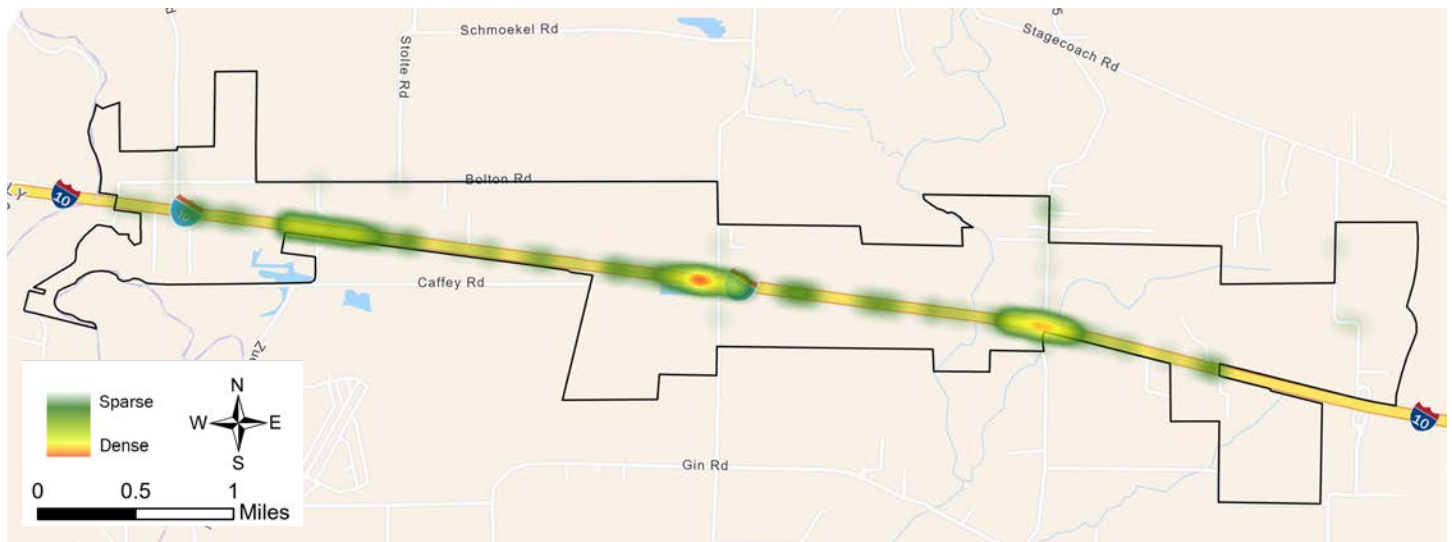 Schmoekel Rd
Stolte Rd
Stagecoach Rd
Bolton Rd
10
10
Caffey Rd
Gin Rd
10
Sparse
Dense
N
W
E
S
0
0.5
1
Miles